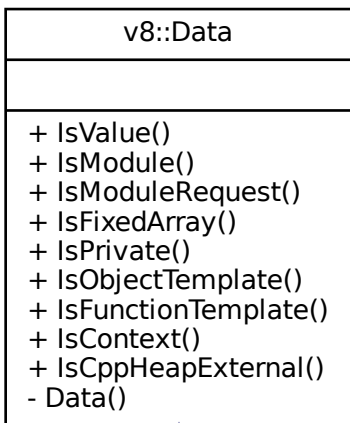 v8::Data
+ IsValue()
+ IsModule()
+ IsModuleRequest()
+ IsFixedArray()
+ IsPrivate()
+ IsObjectTemplate()
+ IsFunctionTemplate()
+ IsContext()
+ IsCppHeapExternal()
- Data()